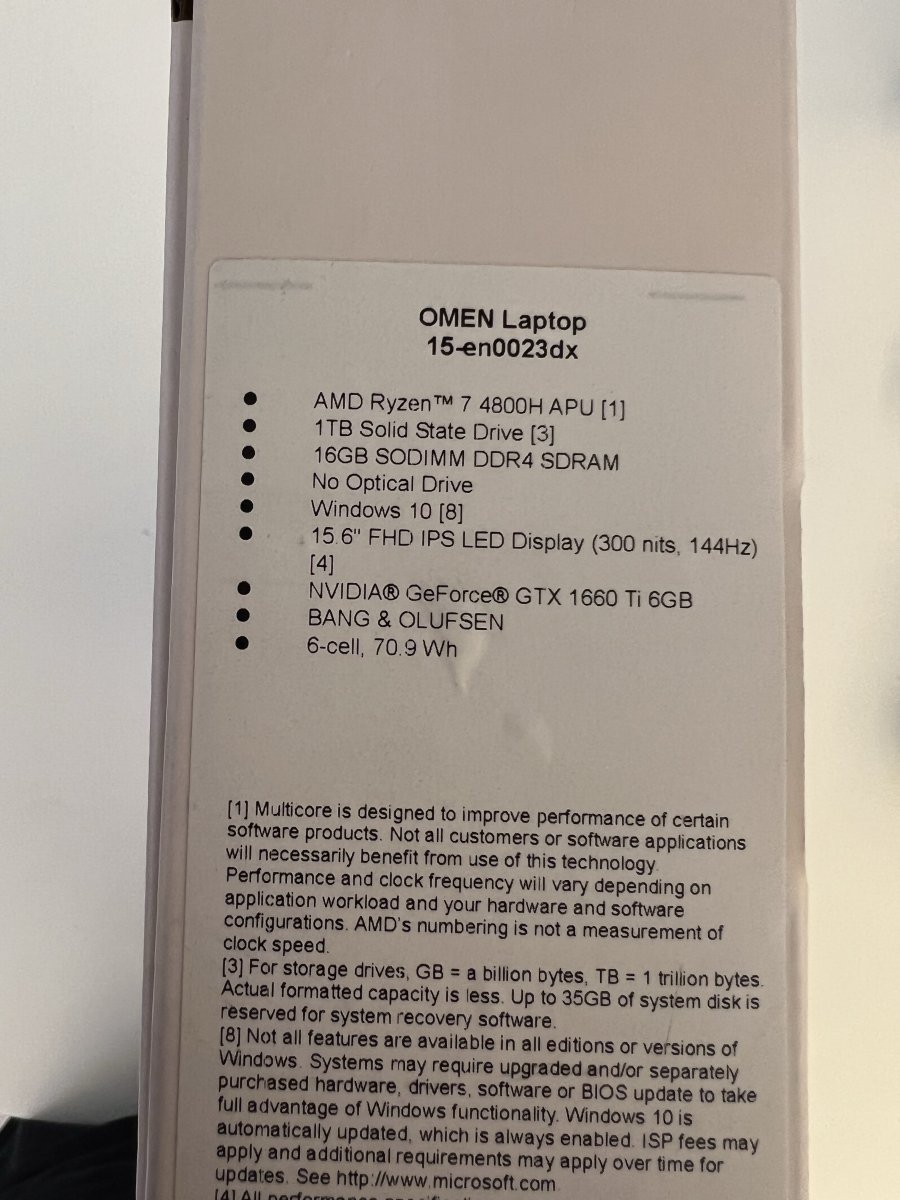 OMEN Laptop
15-en0023dx
● AMD Ryzen™ 7 4800H APU [1]
● 1TB Solid State Drive [3]
● 16GB SODIMM DDR4 SDRAM
● No Optical Drive
● Windows 10 [8]
● 15.6" FHD IPS LED Display (300 nits, 144Hz)
[4]
● NVIDIA® GeForce® GTX 1660 Ti 6GB
● BANG & OLUFSEN
● 6-cell, 70.9 Wh
[1] Multicore is designed to improve performance of certain
software products. Not all customers or software applications
will necessarily benefit from use of this technology.
Performance and clock frequency will vary depending on
application workload and your hardware and software
configurations. AMD's numbering is not a measurement of
clock speed.
[3] For storage drives, GB = a billion bytes, TB = 1 trillion bytes.
Actual formatted capacity is less. Up to 35GB of system disk is
reserved for system recovery software.
[8] Not all features are available in all editions or versions of
Windows. Systems may require upgraded and/or separately
purchased hardware, drivers, software or BIOS update to take
full advantage of Windows functionality. Windows 10 is
automatically updated, which is always enabled. ISP fees may
apply and additional requirements may apply over time for
updates. See http://www.microsoft.com.
[4] All